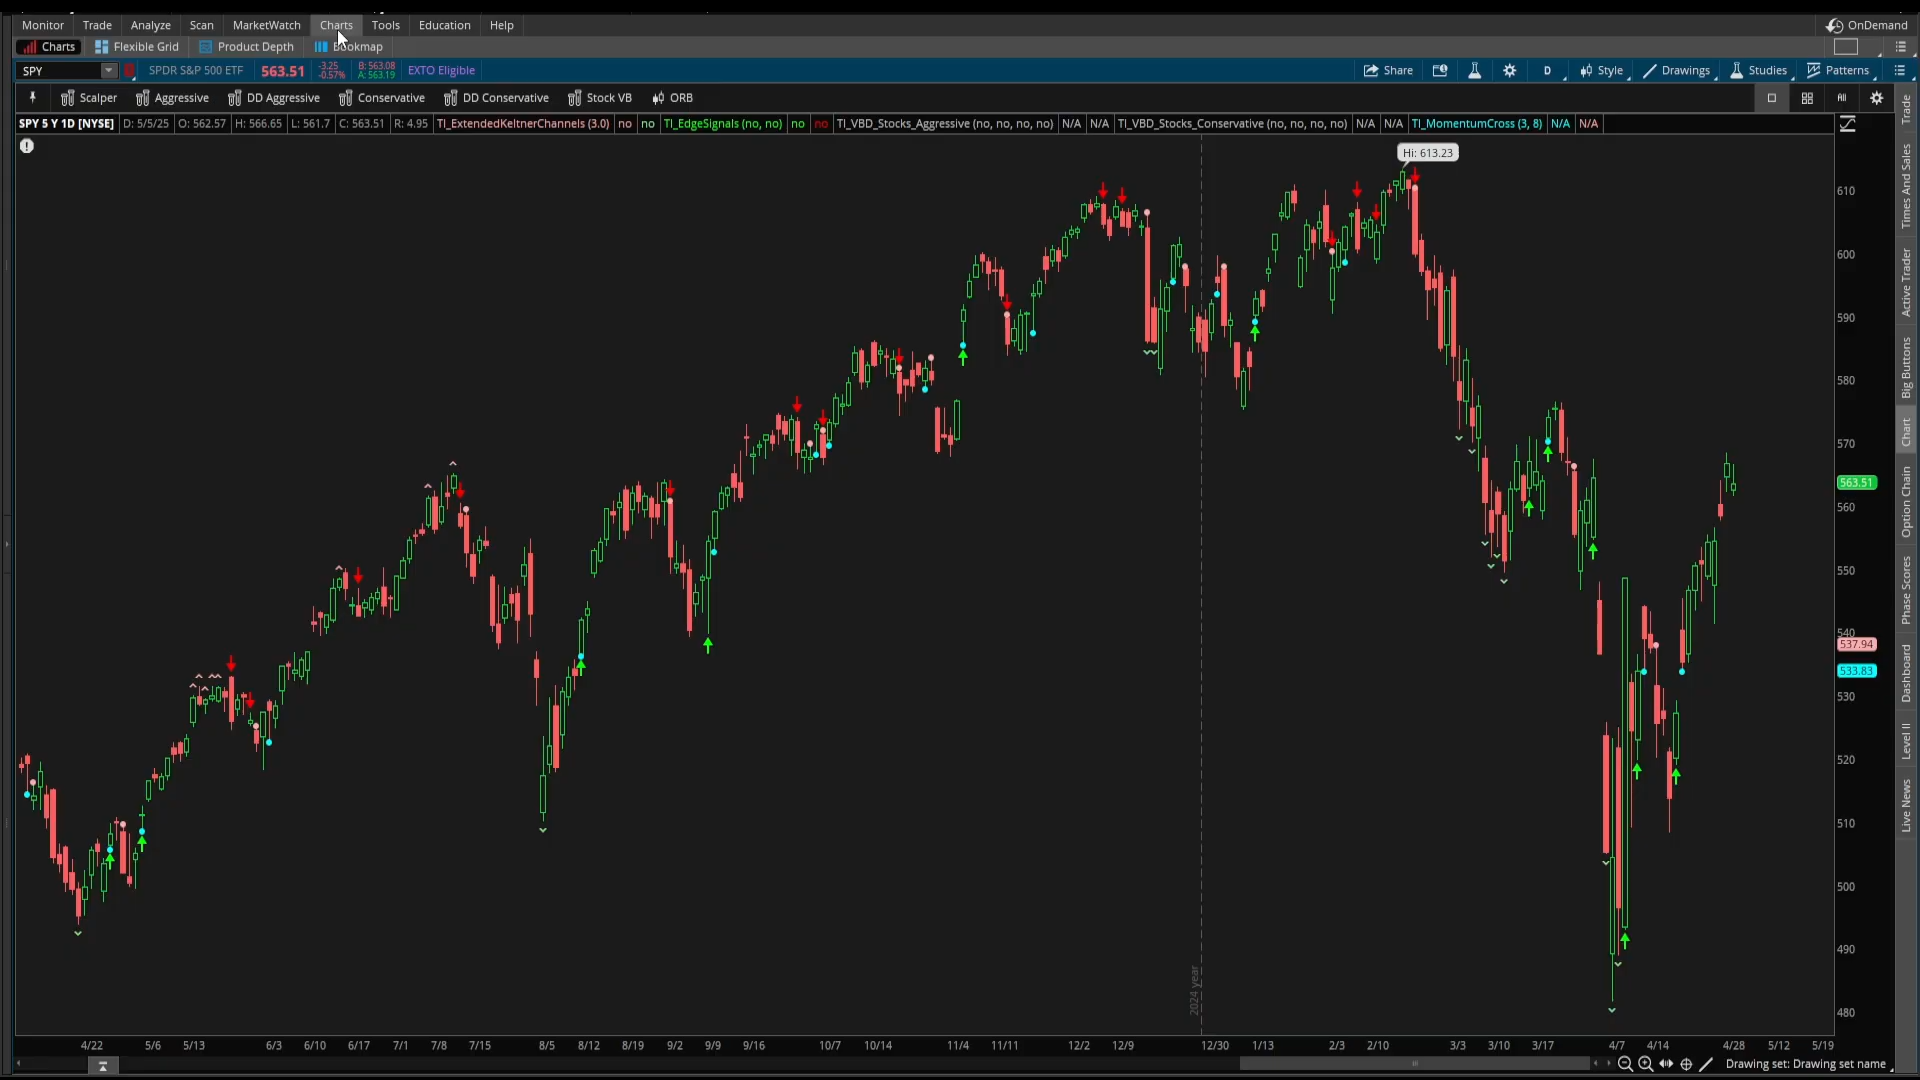 Monitor Trade Analyze Scan MarketWatch Charts Tools Education Help OnDemand
Charts Flexible Grid Product Depth Bookmap
SPY SPDR S&P 500 ETF 563.51 -3.25 -0.57% B: 563.08 A: 563.19 EXTO Eligible Share D Style Drawings Studies Patterns
Scalper Aggressive DD Aggressive Conservative DD Conservative Stock VB ORB All
SPY 5 Y 1D [NYSE] D: 5/5/25 O: 562.57 H: 566.65 L: 561.7 C: 563.51 R: 4.95 TI_ExtendedKeltnerChannels (3.0) no no TI_EdgeSignals (no, no) no no TI_VBD_Stocks_Aggressive (no, no, no, no) N/A N/A TI_VBD_Stocks_Conservative (no, no, no, no) N/A N/A TI_MomentumCross (3, 8) N/A N/A
Hi: 613.23
610
600
590
580
570
563.51
560
550
540
537.94
533.83
530
520
510
500
490
480
2024 year
4/22 5/6 5/13 6/3 6/10 6/17 7/1 7/8 7/15 8/5 8/12 8/19 9/2 9/9 9/16 10/7 10/14 11/4 11/11 12/2 12/9 12/30 1/13 2/3 2/10 3/3 3/10 3/17 4/7 4/14 4/28 5/12 5/19
Drawing set: Drawing set name
Trade
Times And Sales
Active Trader
Big Buttons
Chart
Option Chain
Phase Scores
Dashboard
Level II
Live News